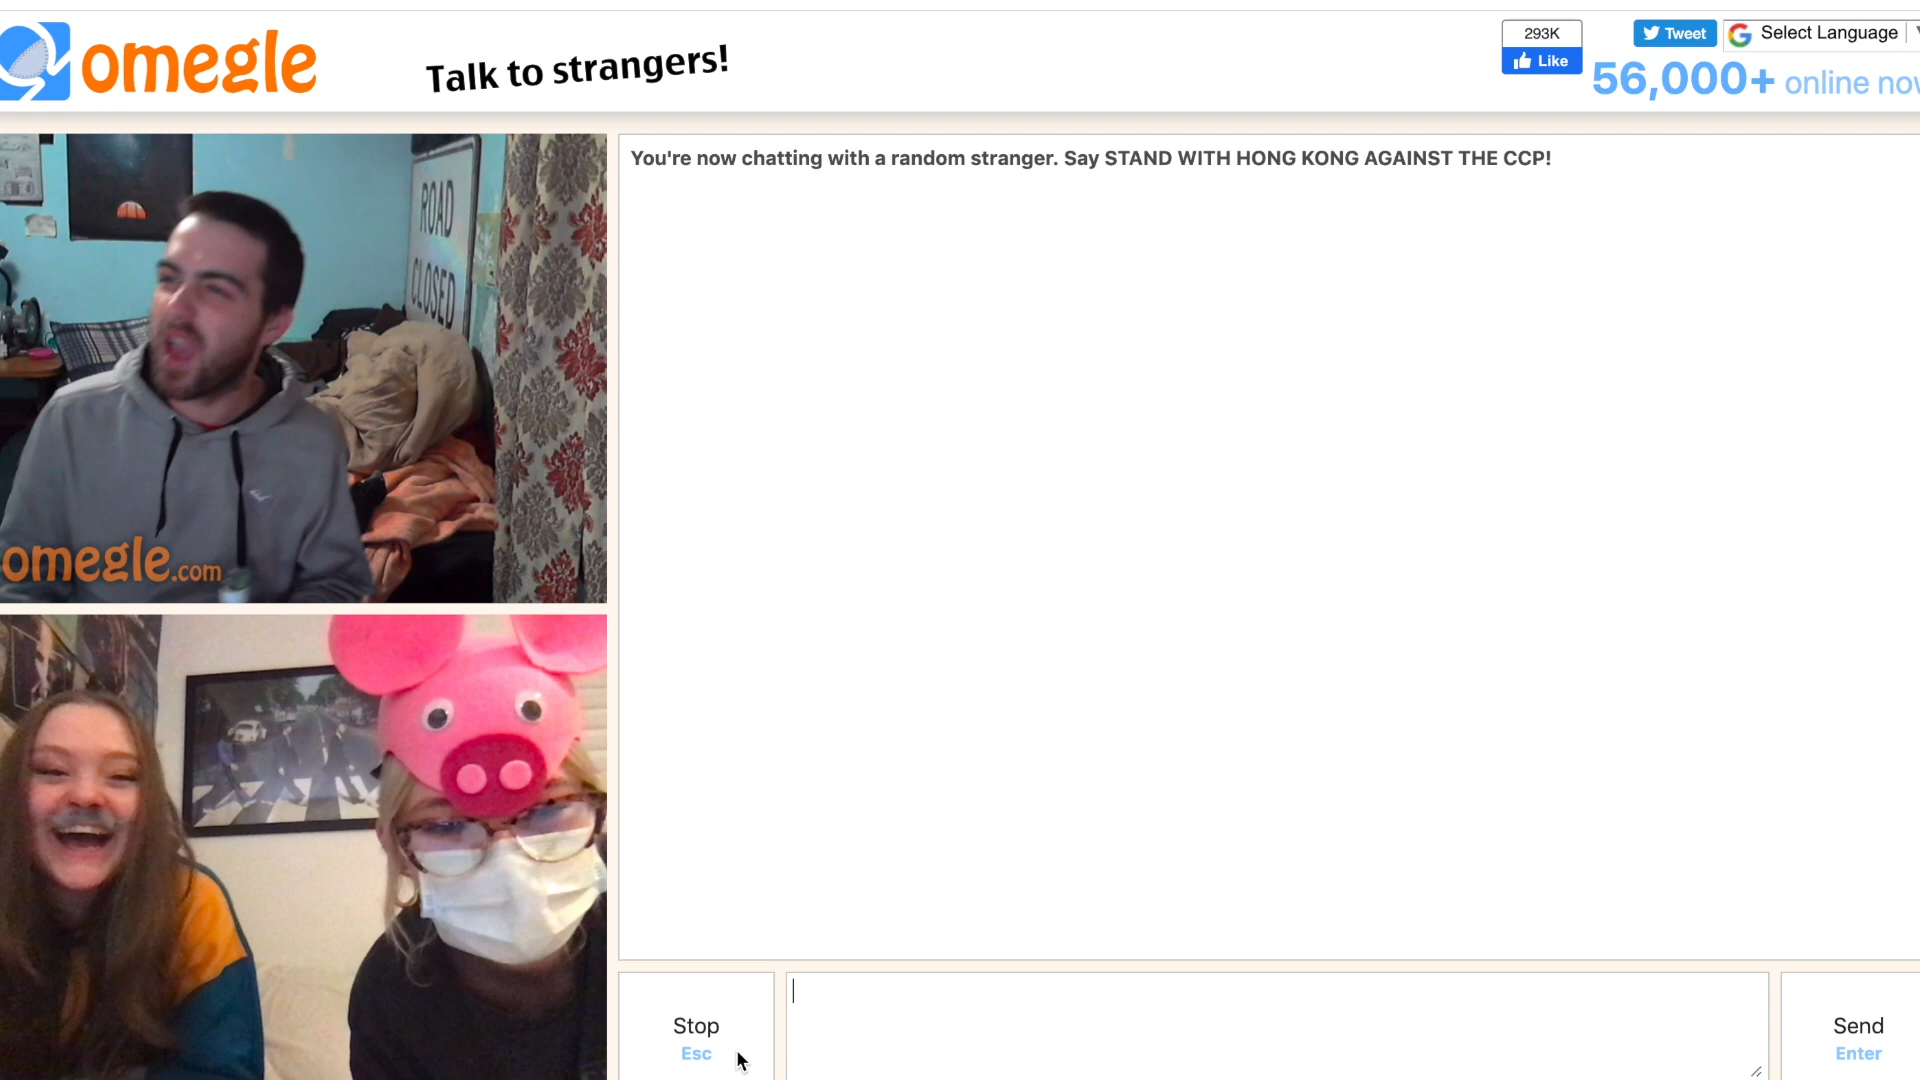 omegle
Talk to strangers!
293K
Like
Tweet
Select Language
56,000+ online now
You're now chatting with a random stranger. Say STAND WITH HONG KONG AGAINST THE CCP!
ROAD
CLOSED
omegle.com
Stop
Esc
Send
Enter